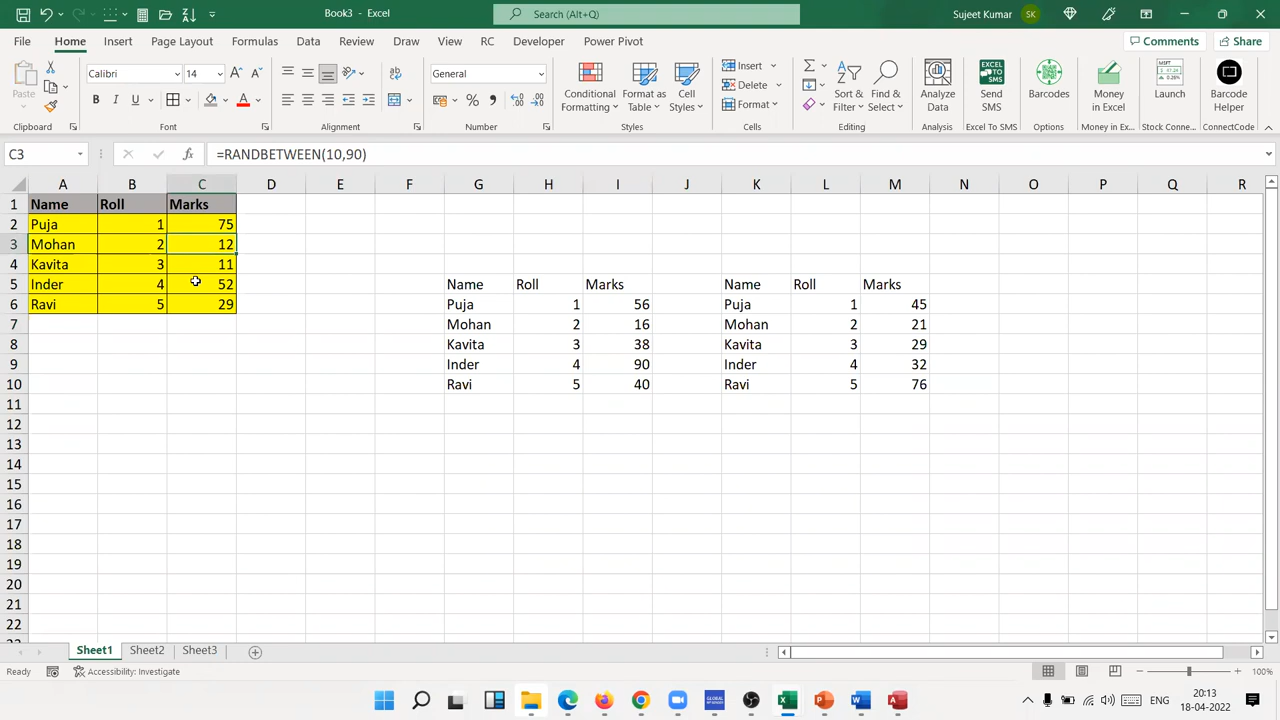 Book3 - Excel
Search (Alt+Q)
Sujeet Kumar
SK
File Home Insert Page Layout Formulas Data Review Draw View RC Developer Help Power Pivot
Comments
Share
Paste
Calibri
14
General
Conditional Formatting
Format as Table
Cell Styles
Insert
Delete
Format
Sort & Filter
Find & Select
Analyze Data
EXCEL TO SMS
Send SMS
Barcodes
Money in Excel
MSFT
Launch
Barcode Helper
Clipboard
Font
Alignment
Number
Styles
Cells
Editing
Analysis
Excel To SMS
Options
Money in Ex...
Stock Conne...
ConnectCode
C3
=RANDBETWEEN(10,90)
A B C D E F G H I J K L M N O P Q R
1 Name Roll Marks
2 Puja 1 75
3 Mohan 2 12
4 Kavita 3 11
5 Inder 4 52 Name Roll Marks Name Roll Marks
6 Ravi 5 29 Puja 1 56 Puja 1 45
7 Mohan 2 16 Mohan 2 21
8 Kavita 3 38 Kavita 3 29
9 Inder 4 90 Inder 4 32
10 Ravi 5 40 Ravi 5 76
11
12
13
14
15
16
17
18
19
20
21
22
Sheet1 Sheet2 Sheet3
Ready
Accessibility: Investigate
100%
GLOBAL
ENG
20:13
18-04-2022